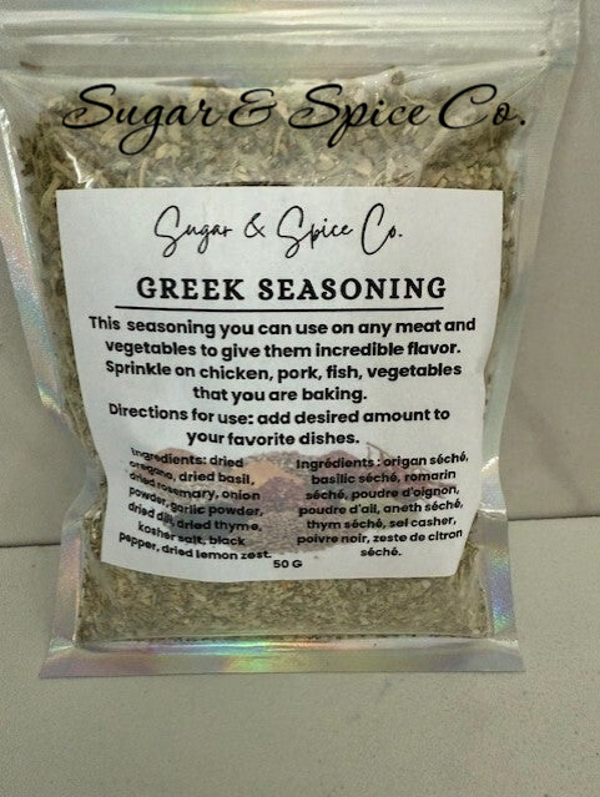 Sugar & Spice Co.
Sugar & Spice Co.
GREEK SEASONING
This seasoning you can use on any meat and
vegetables to give them incredible flavor.
Sprinkle on chicken, pork, fish, vegetables
that you are baking.
Directions for use: add desired amount to
your favorite dishes.
Ingredients: dried
oregano, dried basil,
dried rosemary, onion
powder, garlic powder,
dried dill, dried thyme,
kosher salt, black
pepper, dried lemon zest.
Ingrédients : origan séché,
basilic séché, romarin
séché, poudre d'oignon,
poudre d'ail, aneth séché,
thym séché, sel casher,
poivre noir, zeste de citron
séché.
50 G